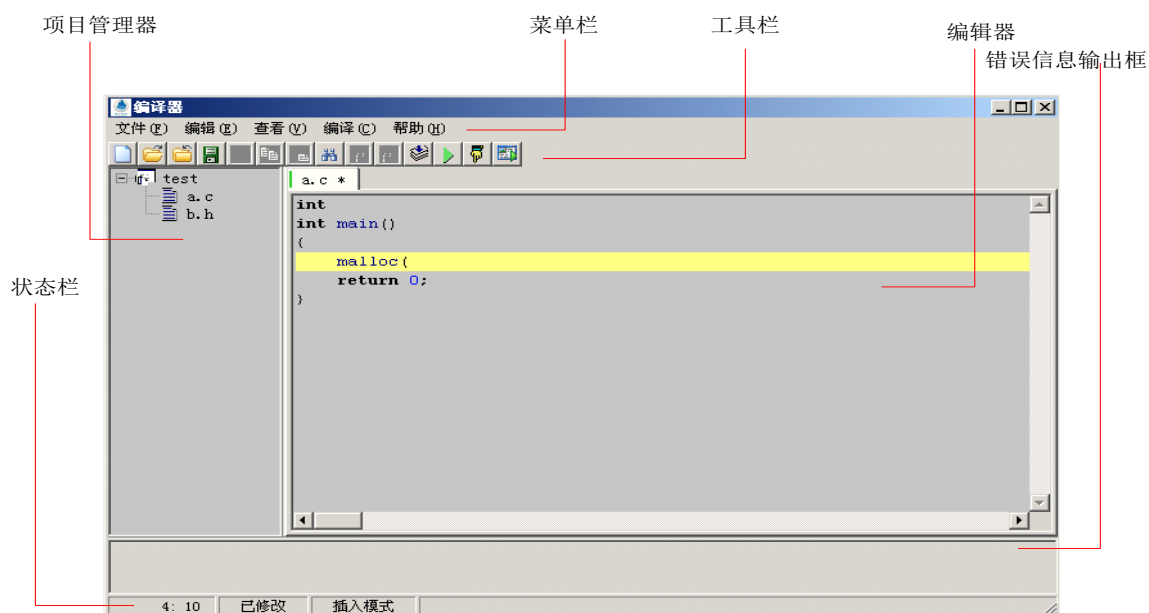 项目管理器
菜单栏
工具栏
编辑器
错误信息输出框
编译器
文件(F) 编辑(E) 查看(V) 编译(C) 帮助(H)
test
a.c
b.h
a.c *
int
int main()
{
malloc(
return 0;
}
状态栏
4: 10 已修改 插入模式